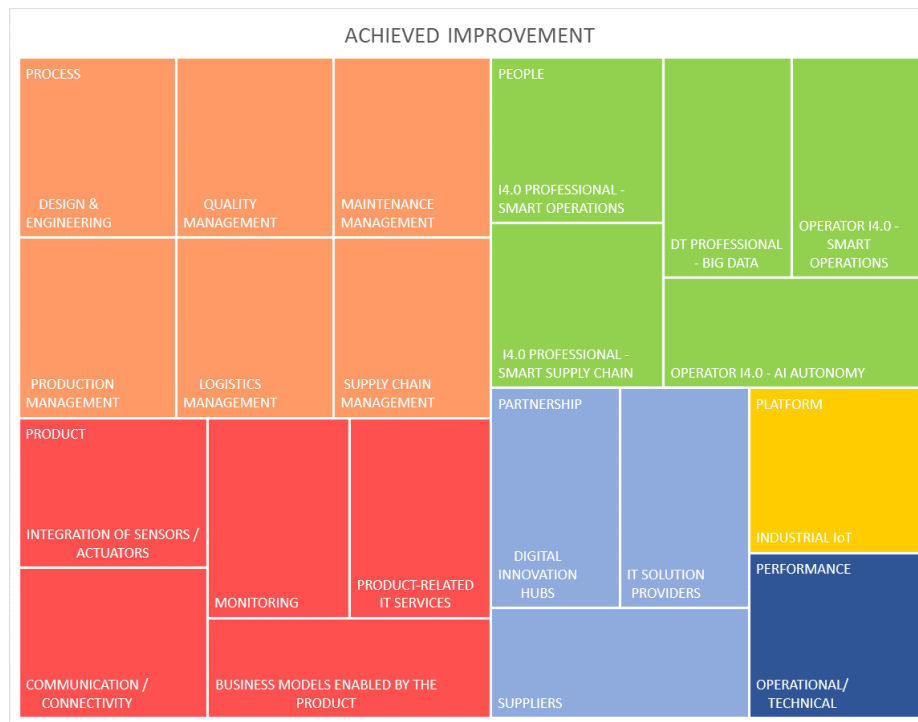 ACHIEVED IMPROVEMENT
PROCESS
DESIGN &
ENGINEERING
QUALITY
MANAGEMENT
MAINTENANCE
MANAGEMENT
PRODUCTION
MANAGEMENT
LOGISTICS
MANAGEMENT
SUPPLY CHAIN
MANAGEMENT
PEOPLE
I4.0 PROFESSIONAL -
SMART OPERATIONS
I4.0 PROFESSIONAL -
SMART SUPPLY CHAIN
DT PROFESSIONAL
- BIG DATA
OPERATOR I4.0 -
SMART
OPERATIONS
OPERATOR I4.0 - AI AUTONOMY
PRODUCT
INTEGRATION OF SENSORS /
ACTUATORS
COMMUNICATION /
CONNECTIVITY
MONITORING
PRODUCT-RELATED
IT SERVICES
BUSINESS MODELS ENABLED BY THE
PRODUCT
PARTNERSHIP
DIGITAL
INNOVATION
HUBS
IT SOLUTION
PROVIDERS
SUPPLIERS
PLATFORM
INDUSTRIAL IoT
PERFORMANCE
OPERATIONAL/
TECHNICAL